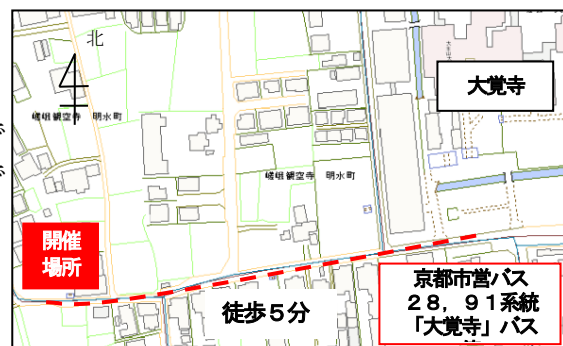 北
大覚寺
嵯峨観空寺 明水町
嵯峨観空寺 明水町
開催
場所
徒歩5分
京都市営バス
28,91系統
「大覚寺」バス